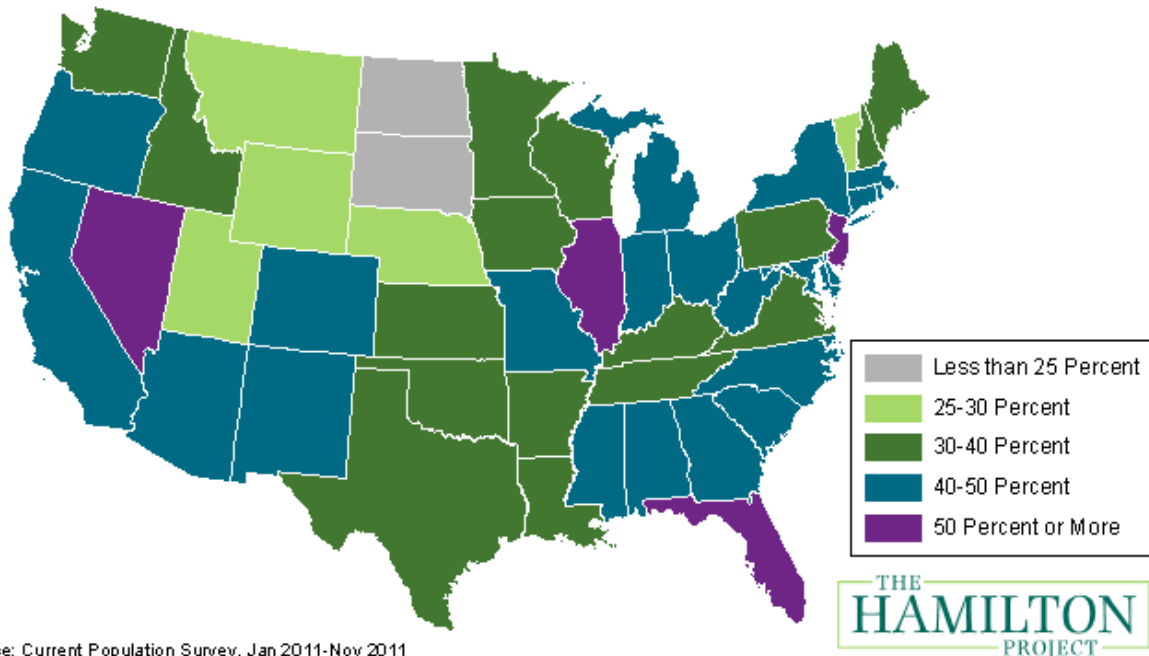 Less than 25 Percent
25-30 Percent
30-40 Percent
40-50 Percent
50 Percent or More
THE
HAMILTON
PROJECT
e: Current Population Survey, Jan 2011-Nov 2011